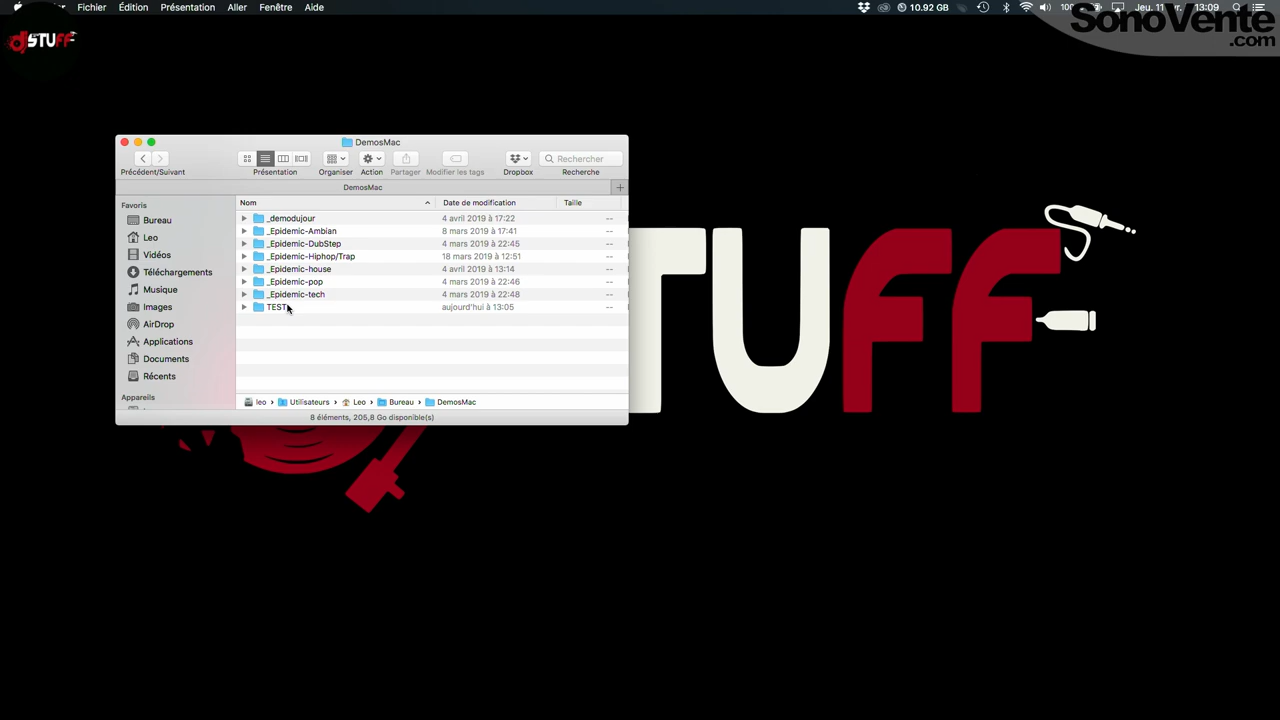 Fichier Édition Présentation Aller Fenêtre Aide
10.92 GB
13:09
SonoVente
.com
djSTUFF
DemosMac
Précédent/Suivant Présentation Organiser Action Partager Modifier les tags Dropbox Rechercher Recherche
DemosMac
Favoris
Bureau
Leo
Vidéos
Téléchargements
Musique
Images
AirDrop
Applications
Documents
Récents
Appareils
Nom Date de modification Taille
_demodujour 4 avril 2019 à 17:22 --
_Epidemic-Ambian 8 mars 2019 à 17:41 --
_Epidemic-DubStep 4 mars 2019 à 22:45 --
_Epidemic-Hiphop/Trap 18 mars 2019 à 12:51 --
_Epidemic-house 4 avril 2019 à 13:14 --
_Epidemic-pop 4 mars 2019 à 22:46 --
_Epidemic-tech 4 mars 2019 à 22:48 --
TEST aujourd'hui à 13:05 --
leo › Utilisateurs › Leo › Bureau › DemosMac
8 éléments, 205,8 Go disponible(s)
TUFF